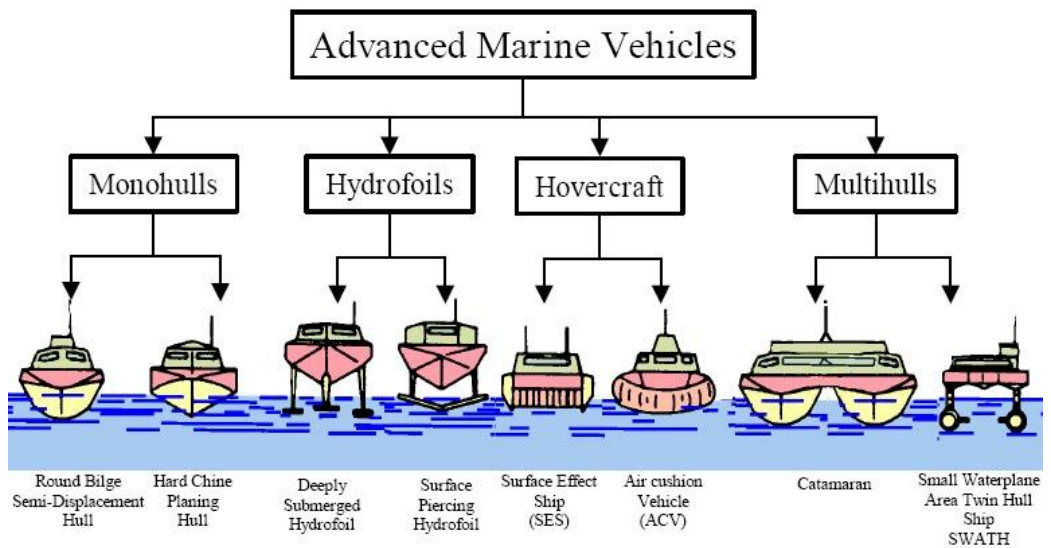 Advanced Marine Vehicles
Monohulls
Hydrofoils
Hovercraft
Multihulls
Round Bilge
Semi-Displacement
Hull
Hard Chine
Planing
Hull
Deeply
Submerged
Hydrofoil
Surface
Piercing
Hydrofoil
Surface Effect
Ship
(SES)
Air cushion
Vehicle
(ACV)
Catamaran
Small Waterplane
Area Twin Hull
Ship
SWATH